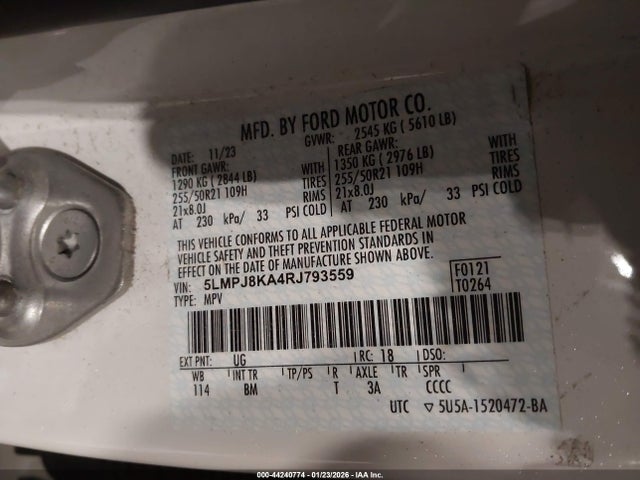 MFD. BY FORD MOTOR CO.
DATE: 11/23 GVWR: 2545 KG ( 5610 LB)
FRONT GAWR: REAR GAWR:
1290 KG ( 2844 LB) WITH 1350 KG ( 2976 LB) WITH
255/50R21 109H TIRES 255/50R21 109H TIRES
21x8.0J RIMS 21x8.0J RIMS
AT 230 kPa/ 33 PSI COLD AT 230 kPa/ 33 PSI COLD
THIS VEHICLE CONFORMS TO ALL APPLICABLE FEDERAL MOTOR
VEHICLE SAFETY AND THEFT PREVENTION STANDARDS IN
EFFECT ON THE DATE OF MANUFACTURE SHOWN ABOVE.
VIN: 5LMPJ8KA4RJ793559 F0121
TYPE: MPV T0264
EXT PNT: UG RC: 18 DSO:
WB INT TR TP/PS R AXLE TR SPR
114 BM T 3A CCCC
UTC ▽ 5U5A-1520472-BA
000-44240774 - 01/23/2026 - IAA Inc.